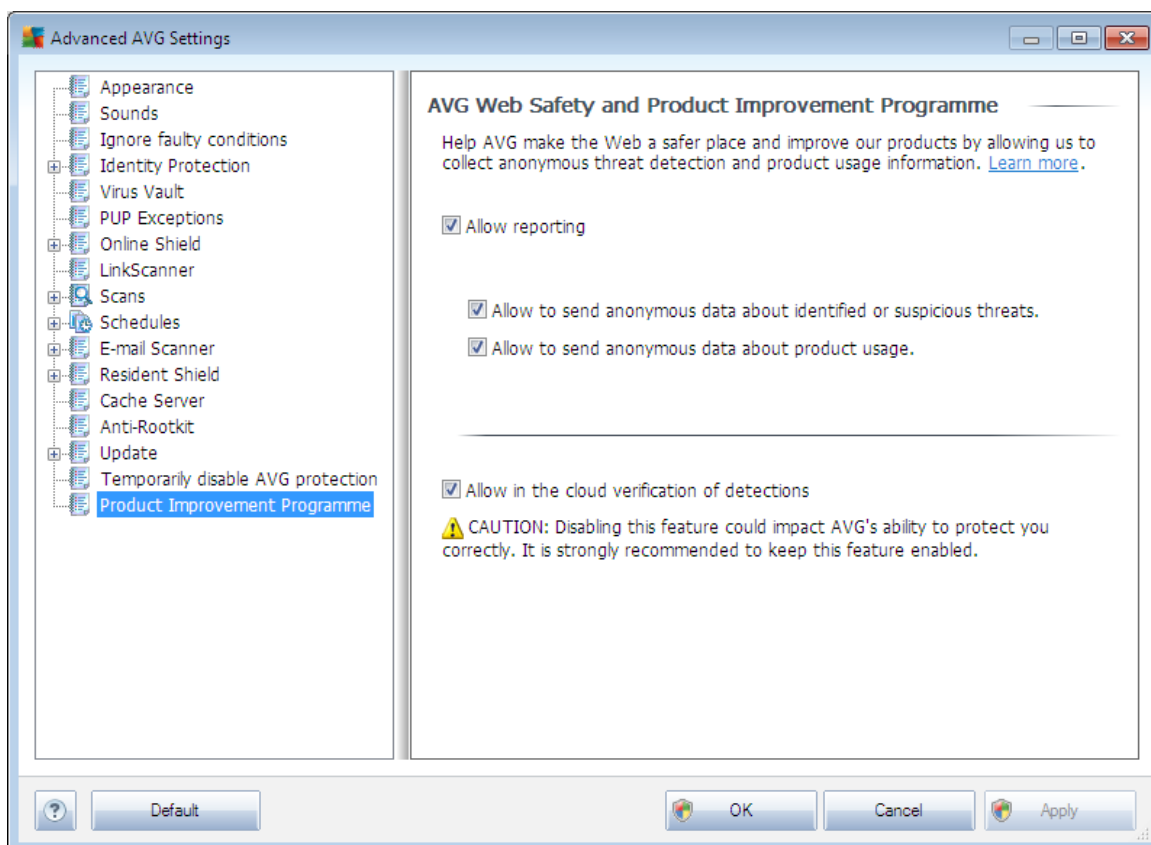 Advanced AVG Settings
Appearance
Sounds
Ignore faulty conditions
Identity Protection
Virus Vault
PUP Exceptions
Online Shield
LinkScanner
Scans
Schedules
E-mail Scanner
Resident Shield
Cache Server
Anti-Rootkit
Update
Temporarily disable AVG protection
Product Improvement Programme
AVG Web Safety and Product Improvement Programme
Help AVG make the Web a safer place and improve our products by allowing us to
collect anonymous threat detection and product usage information. Learn more.
Allow reporting
Allow to send anonymous data about identified or suspicious threats.
Allow to send anonymous data about product usage.
Allow in the cloud verification of detections
CAUTION: Disabling this feature could impact AVG's ability to protect you
correctly. It is strongly recommended to keep this feature enabled.
? Default OK Cancel Apply